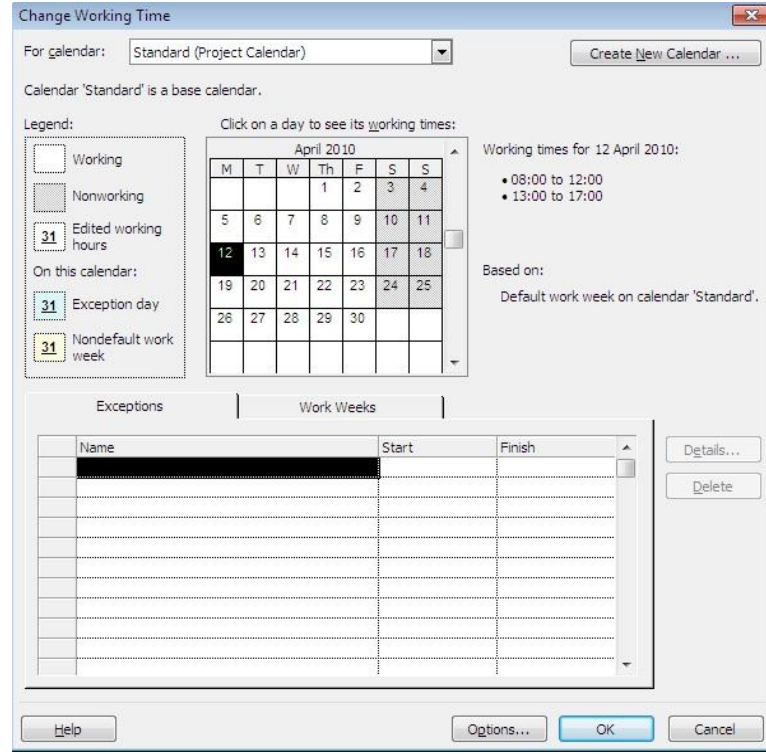 Change Working Time
For calendar: Standard (Project Calendar) Create New Calendar ...
Calendar 'Standard' is a base calendar.
Legend:
Working
Nonworking
31 Edited working hours
On this calendar:
31 Exception day
31 Nondefault work week
Click on a day to see its working times:
April 2010
M T W Th F S S
1 2 3 4
5 6 7 8 9 10 11
12 13 14 15 16 17 18
19 20 21 22 23 24 25
26 27 28 29 30
Working times for 12 April 2010:
• 08:00 to 12:00
• 13:00 to 17:00
Based on:
Default work week on calendar 'Standard'.
Exceptions Work Weeks
Name Start Finish
Details...
Delete
Help Options... OK Cancel